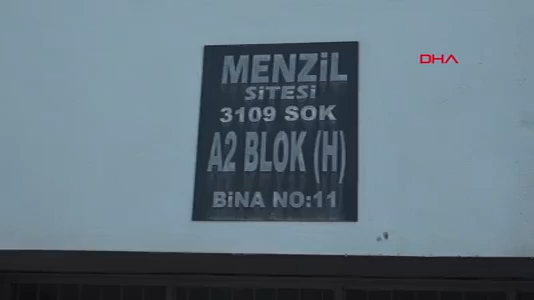 DHA
MENZİL
SİTESİ
3109 SOK
A2 BLOK (H)
BİNA NO:11